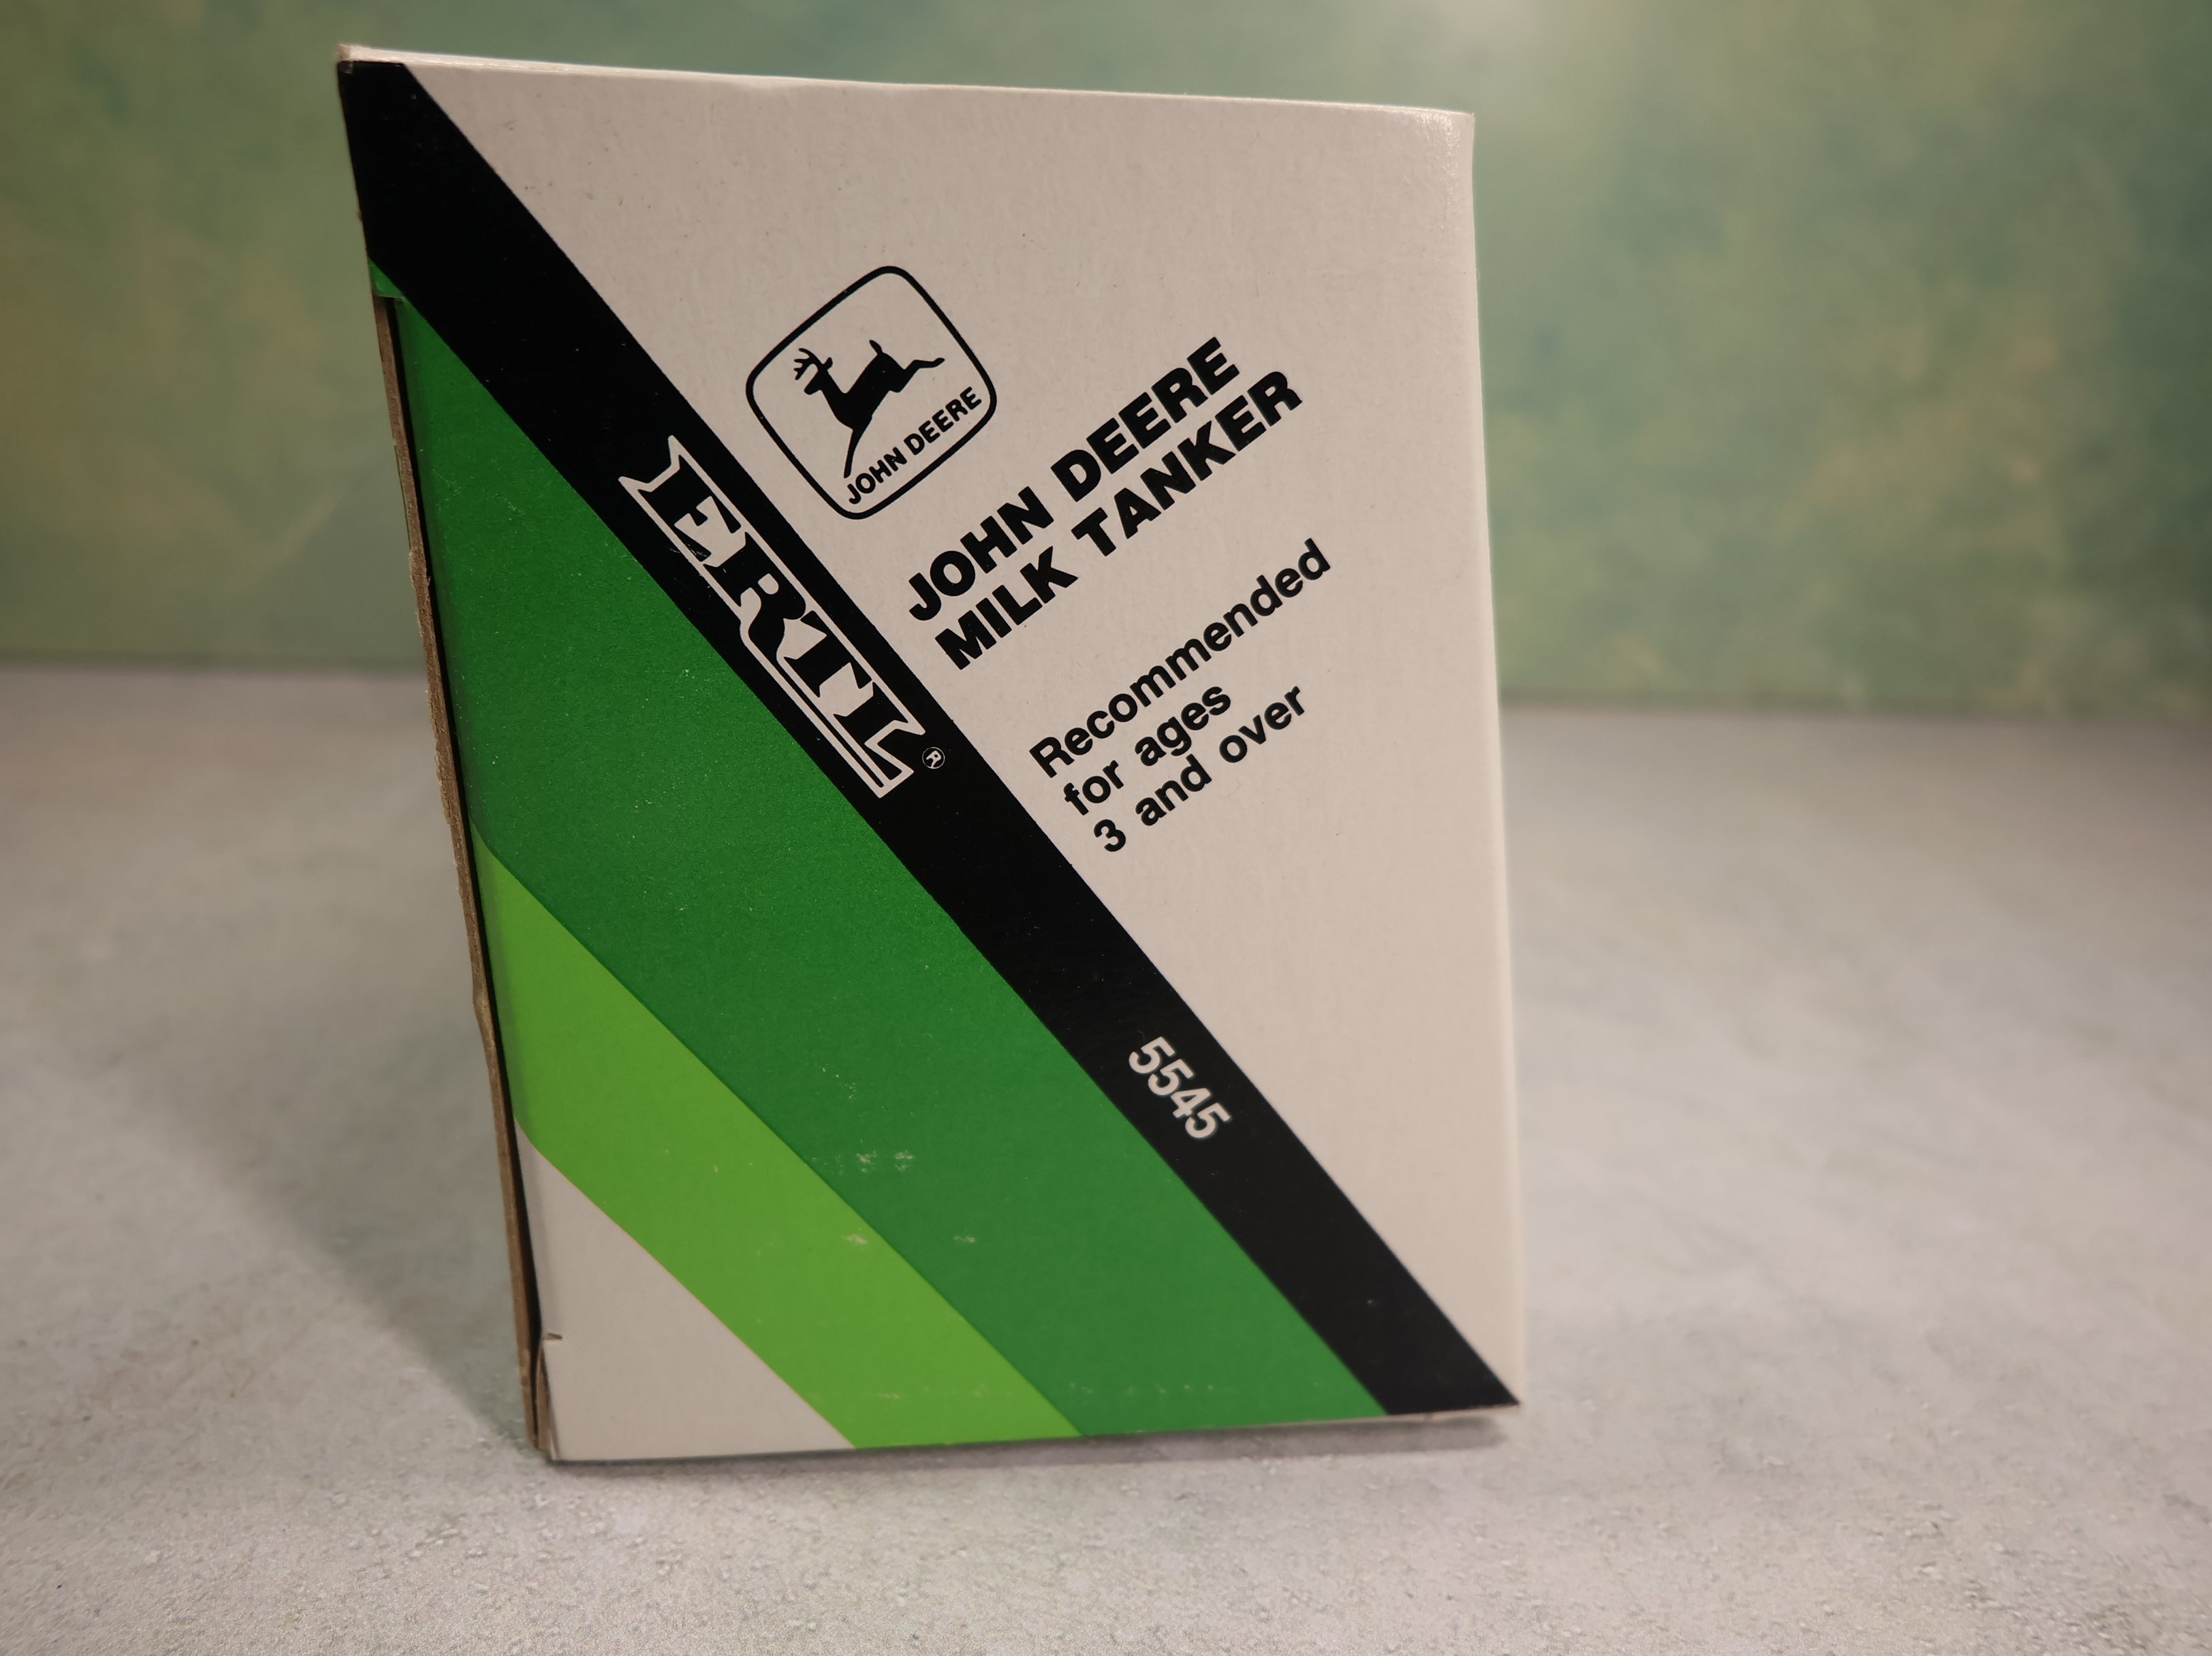 JOHN DEERE
JOHN DEERE
MILK TANKER
Recommended
for ages
3 and over
ERTL®
5545